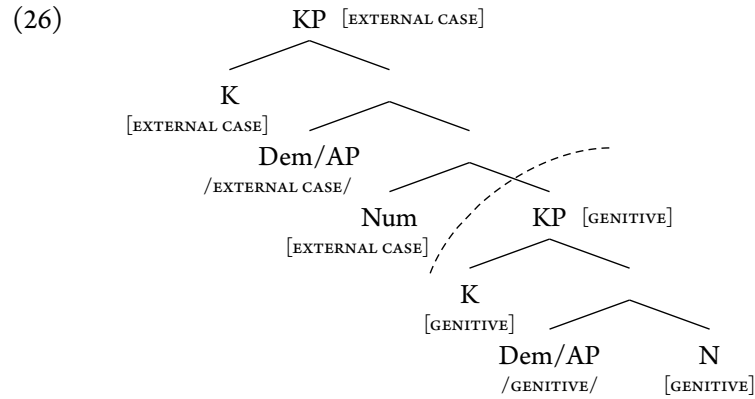 (26)
KP [EXTERNAL CASE]
K
[EXTERNAL CASE]
Dem/AP
/EXTERNAL CASE/
Num
[EXTERNAL CASE]
KP [GENITIVE]
K
[GENITIVE]
Dem/AP N
/GENITIVE/ [GENITIVE]